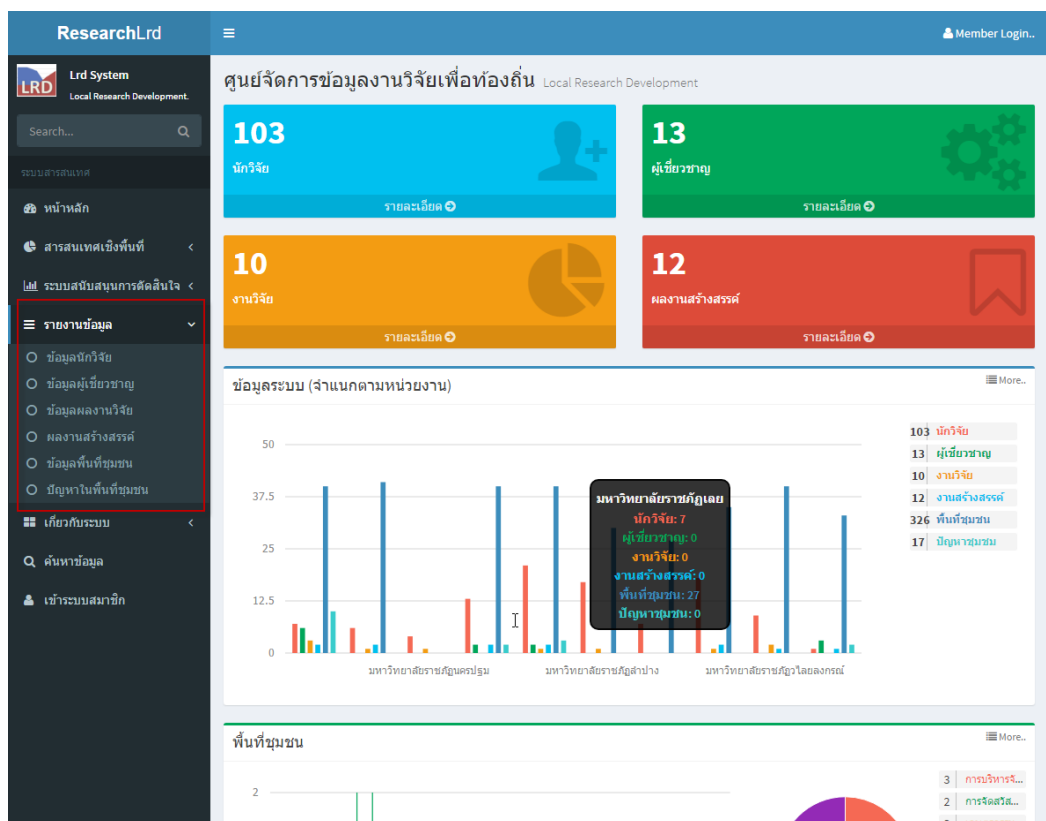 ResearchLrd
Member Login..
Lrd System
Local Research Development.
Search...
ระบบสารสนเทศ
หน้าหลัก
สารสนเทศเชิงพื้นที่
ระบบสนับสนุนการตัดสินใจ
รายงานข้อมูล
ข้อมูลนักวิจัย
ข้อมูลผู้เชี่ยวชาญ
ข้อมูลผลงานวิจัย
ผลงานสร้างสรรค์
ข้อมูลพื้นที่ชุมชน
ปัญหาในพื้นที่ชุมชน
เกี่ยวกับระบบ
ค้นหาข้อมูล
เข้าระบบสมาชิก
LRD
ศูนย์จัดการข้อมูลงานวิจัยเพื่อท้องถิ่น Local Research Development
103
นักวิจัย
รายละเอียด
13
ผู้เชี่ยวชาญ
รายละเอียด
10
งานวิจัย
รายละเอียด
12
ผลงานสร้างสรรค์
รายละเอียด
ข้อมูลระบบ (จำแนกตามหน่วยงาน)
More..
50
37.5
25
12.5
0
มหาวิทยาลัยราชภัฏนครปฐม
มหาวิทยาลัยราชภัฏลำปาง
มหาวิทยาลัยราชภัฏวไลยลงกรณ์
มหาวิทยาลัยราชภัฏเลย
นักวิจัย: 7
ผู้เชี่ยวชาญ: 0
งานวิจัย: 0
งานสร้างสรรค์: 0
พื้นที่ชุมชน: 27
ปัญหาชุมชน: 0
103 นักวิจัย
13 ผู้เชี่ยวชาญ
10 งานวิจัย
12 งานสร้างสรรค์
326 พื้นที่ชุมชน
17 ปัญหาชุมชม
พื้นที่ชุมชน
More..
2
3 การบริหารจั...
2 การจัดสวัส...